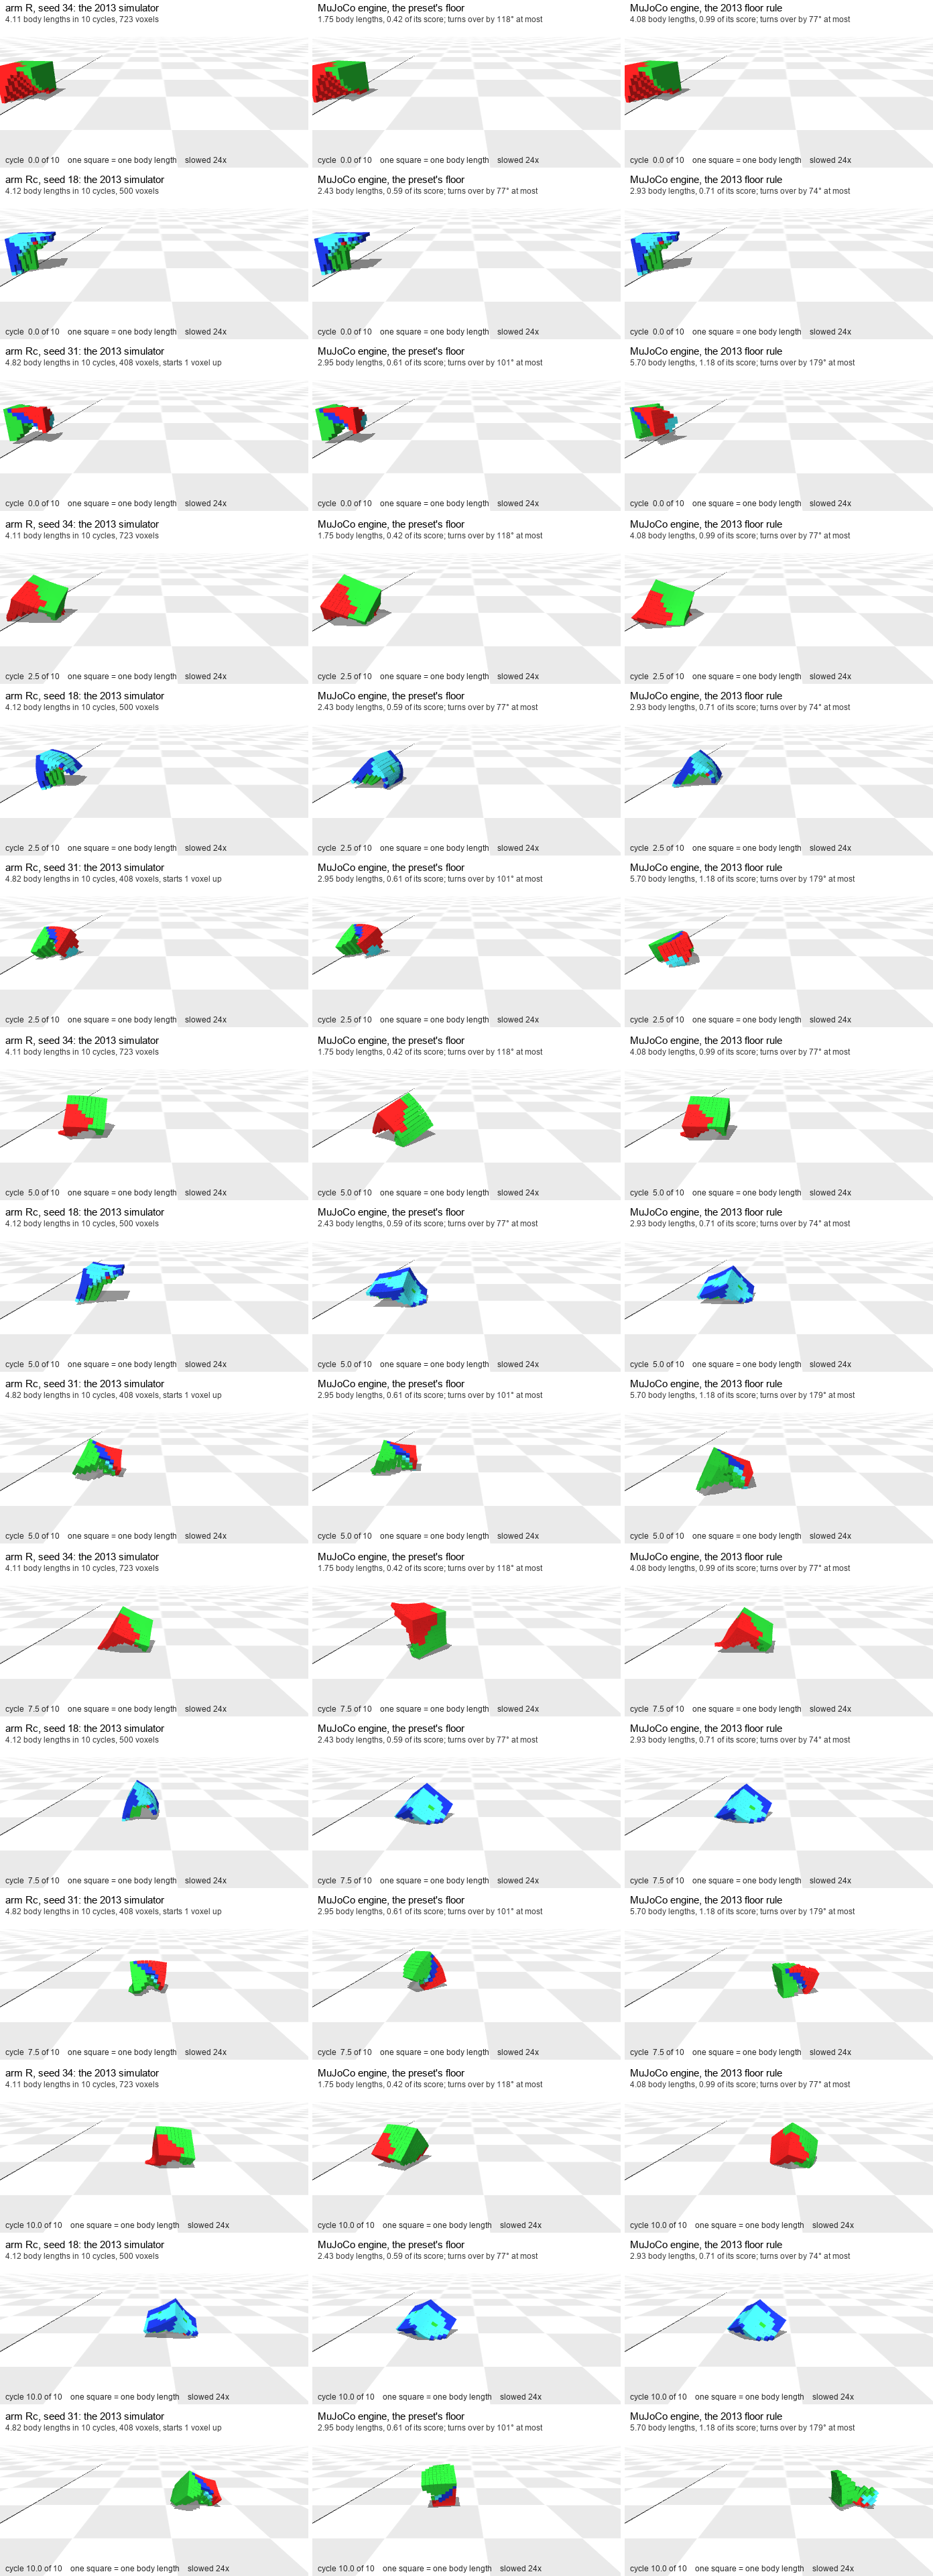 arm R, seed 34: the 2013 simulator
4.11 body lengths in 10 cycles, 723 voxels
MuJoCo engine, the preset's floor
1.75 body lengths, 0.42 of its score; turns over by 118° at most
MuJoCo engine, the 2013 floor rule
4.08 body lengths, 0.99 of its score; turns over by 77° at most
cycle 0.0 of 10 one square = one body length slowed 24x
cycle 0.0 of 10 one square = one body length slowed 24x
cycle 0.0 of 10 one square = one body length slowed 24x
arm Rc, seed 18: the 2013 simulator
4.12 body lengths in 10 cycles, 500 voxels
MuJoCo engine, the preset's floor
2.43 body lengths, 0.59 of its score; turns over by 77° at most
MuJoCo engine, the 2013 floor rule
2.93 body lengths, 0.71 of its score; turns over by 74° at most
cycle 0.0 of 10 one square = one body length slowed 24x
cycle 0.0 of 10 one square = one body length slowed 24x
cycle 0.0 of 10 one square = one body length slowed 24x
arm Rc, seed 31: the 2013 simulator
4.82 body lengths in 10 cycles, 408 voxels, starts 1 voxel up
MuJoCo engine, the preset's floor
2.95 body lengths, 0.61 of its score; turns over by 101° at most
MuJoCo engine, the 2013 floor rule
5.70 body lengths, 1.18 of its score; turns over by 179° at most
cycle 0.0 of 10 one square = one body length slowed 24x
cycle 0.0 of 10 one square = one body length slowed 24x
cycle 0.0 of 10 one square = one body length slowed 24x
arm R, seed 34: the 2013 simulator
4.11 body lengths in 10 cycles, 723 voxels
MuJoCo engine, the preset's floor
1.75 body lengths, 0.42 of its score; turns over by 118° at most
MuJoCo engine, the 2013 floor rule
4.08 body lengths, 0.99 of its score; turns over by 77° at most
cycle 2.5 of 10 one square = one body length slowed 24x
cycle 2.5 of 10 one square = one body length slowed 24x
cycle 2.5 of 10 one square = one body length slowed 24x
arm Rc, seed 18: the 2013 simulator
4.12 body lengths in 10 cycles, 500 voxels
MuJoCo engine, the preset's floor
2.43 body lengths, 0.59 of its score; turns over by 77° at most
MuJoCo engine, the 2013 floor rule
2.93 body lengths, 0.71 of its score; turns over by 74° at most
cycle 2.5 of 10 one square = one body length slowed 24x
cycle 2.5 of 10 one square = one body length slowed 24x
cycle 2.5 of 10 one square = one body length slowed 24x
arm Rc, seed 31: the 2013 simulator
4.82 body lengths in 10 cycles, 408 voxels, starts 1 voxel up
MuJoCo engine, the preset's floor
2.95 body lengths, 0.61 of its score; turns over by 101° at most
MuJoCo engine, the 2013 floor rule
5.70 body lengths, 1.18 of its score; turns over by 179° at most
cycle 2.5 of 10 one square = one body length slowed 24x
cycle 2.5 of 10 one square = one body length slowed 24x
cycle 2.5 of 10 one square = one body length slowed 24x
arm R, seed 34: the 2013 simulator
4.11 body lengths in 10 cycles, 723 voxels
MuJoCo engine, the preset's floor
1.75 body lengths, 0.42 of its score; turns over by 118° at most
MuJoCo engine, the 2013 floor rule
4.08 body lengths, 0.99 of its score; turns over by 77° at most
cycle 5.0 of 10 one square = one body length slowed 24x
cycle 5.0 of 10 one square = one body length slowed 24x
cycle 5.0 of 10 one square = one body length slowed 24x
arm Rc, seed 18: the 2013 simulator
4.12 body lengths in 10 cycles, 500 voxels
MuJoCo engine, the preset's floor
2.43 body lengths, 0.59 of its score; turns over by 77° at most
MuJoCo engine, the 2013 floor rule
2.93 body lengths, 0.71 of its score; turns over by 74° at most
cycle 5.0 of 10 one square = one body length slowed 24x
cycle 5.0 of 10 one square = one body length slowed 24x
cycle 5.0 of 10 one square = one body length slowed 24x
arm Rc, seed 31: the 2013 simulator
4.82 body lengths in 10 cycles, 408 voxels, starts 1 voxel up
MuJoCo engine, the preset's floor
2.95 body lengths, 0.61 of its score; turns over by 101° at most
MuJoCo engine, the 2013 floor rule
5.70 body lengths, 1.18 of its score; turns over by 179° at most
cycle 5.0 of 10 one square = one body length slowed 24x
cycle 5.0 of 10 one square = one body length slowed 24x
cycle 5.0 of 10 one square = one body length slowed 24x
arm R, seed 34: the 2013 simulator
4.11 body lengths in 10 cycles, 723 voxels
MuJoCo engine, the preset's floor
1.75 body lengths, 0.42 of its score; turns over by 118° at most
MuJoCo engine, the 2013 floor rule
4.08 body lengths, 0.99 of its score; turns over by 77° at most
cycle 7.5 of 10 one square = one body length slowed 24x
cycle 7.5 of 10 one square = one body length slowed 24x
cycle 7.5 of 10 one square = one body length slowed 24x
arm Rc, seed 18: the 2013 simulator
4.12 body lengths in 10 cycles, 500 voxels
MuJoCo engine, the preset's floor
2.43 body lengths, 0.59 of its score; turns over by 77° at most
MuJoCo engine, the 2013 floor rule
2.93 body lengths, 0.71 of its score; turns over by 74° at most
cycle 7.5 of 10 one square = one body length slowed 24x
cycle 7.5 of 10 one square = one body length slowed 24x
cycle 7.5 of 10 one square = one body length slowed 24x
arm Rc, seed 31: the 2013 simulator
4.82 body lengths in 10 cycles, 408 voxels, starts 1 voxel up
MuJoCo engine, the preset's floor
2.95 body lengths, 0.61 of its score; turns over by 101° at most
MuJoCo engine, the 2013 floor rule
5.70 body lengths, 1.18 of its score; turns over by 179° at most
cycle 7.5 of 10 one square = one body length slowed 24x
cycle 7.5 of 10 one square = one body length slowed 24x
cycle 7.5 of 10 one square = one body length slowed 24x
arm R, seed 34: the 2013 simulator
4.11 body lengths in 10 cycles, 723 voxels
MuJoCo engine, the preset's floor
1.75 body lengths, 0.42 of its score; turns over by 118° at most
MuJoCo engine, the 2013 floor rule
4.08 body lengths, 0.99 of its score; turns over by 77° at most
cycle 10.0 of 10 one square = one body length slowed 24x
cycle 10.0 of 10 one square = one body length slowed 24x
cycle 10.0 of 10 one square = one body length slowed 24x
arm Rc, seed 18: the 2013 simulator
4.12 body lengths in 10 cycles, 500 voxels
MuJoCo engine, the preset's floor
2.43 body lengths, 0.59 of its score; turns over by 77° at most
MuJoCo engine, the 2013 floor rule
2.93 body lengths, 0.71 of its score; turns over by 74° at most
cycle 10.0 of 10 one square = one body length slowed 24x
cycle 10.0 of 10 one square = one body length slowed 24x
cycle 10.0 of 10 one square = one body length slowed 24x
arm Rc, seed 31: the 2013 simulator
4.82 body lengths in 10 cycles, 408 voxels, starts 1 voxel up
MuJoCo engine, the preset's floor
2.95 body lengths, 0.61 of its score; turns over by 101° at most
MuJoCo engine, the 2013 floor rule
5.70 body lengths, 1.18 of its score; turns over by 179° at most
cycle 10.0 of 10 one square = one body length slowed 24x
cycle 10.0 of 10 one square = one body length slowed 24x
cycle 10.0 of 10 one square = one body length slowed 24x